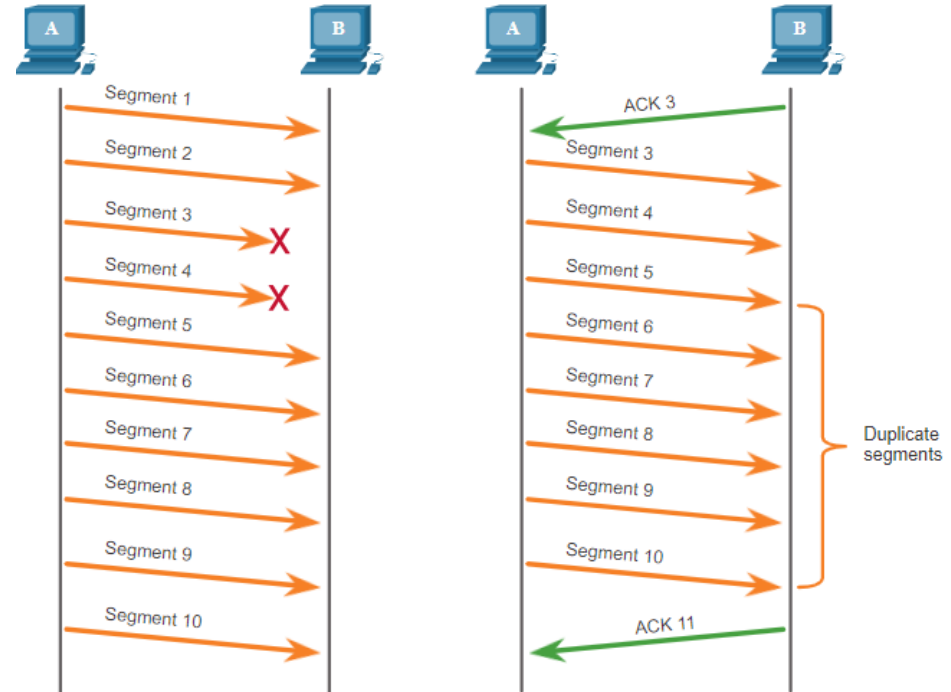 A
B
Segment 1
Segment 2
Segment 3
X
Segment 4
X
Segment 5
Segment 6
Segment 7
Segment 8
Segment 9
Segment 10
A
B
ACK 3
Segment 3
Segment 4
Segment 5
Segment 6
Segment 7
Segment 8
Segment 9
Segment 10
Duplicate
segments
ACK 11